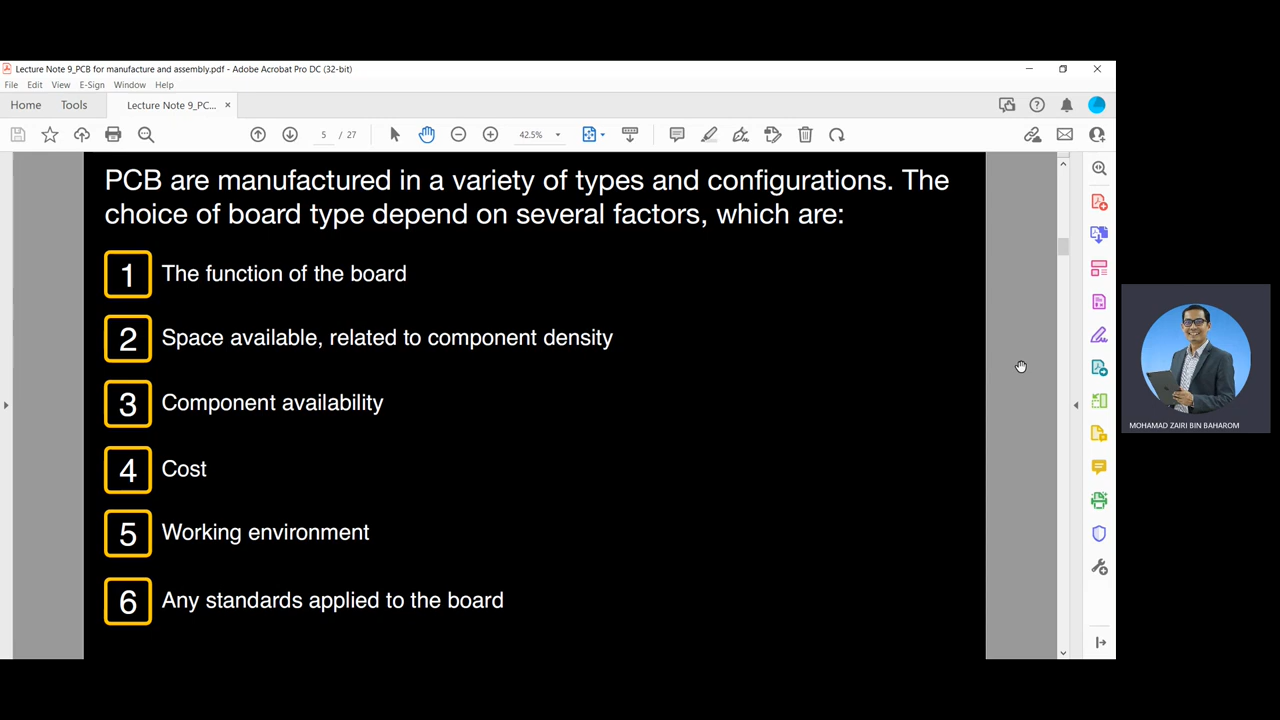 Lecture Note 9_PCB for manufacture and assembly.pdf - Adobe Acrobat Pro DC (32-bit)
File Edit View E-Sign Window Help
Home Tools Lecture Note 9_PC... ×
5 / 27 42.5%
PCB are manufactured in a variety of types and configurations. The
choice of board type depend on several factors, which are:
1 The function of the board
2 Space available, related to component density
3 Component availability
4 Cost
5 Working environment
6 Any standards applied to the board
MOHAMAD ZAIRI BIN BAHAROM